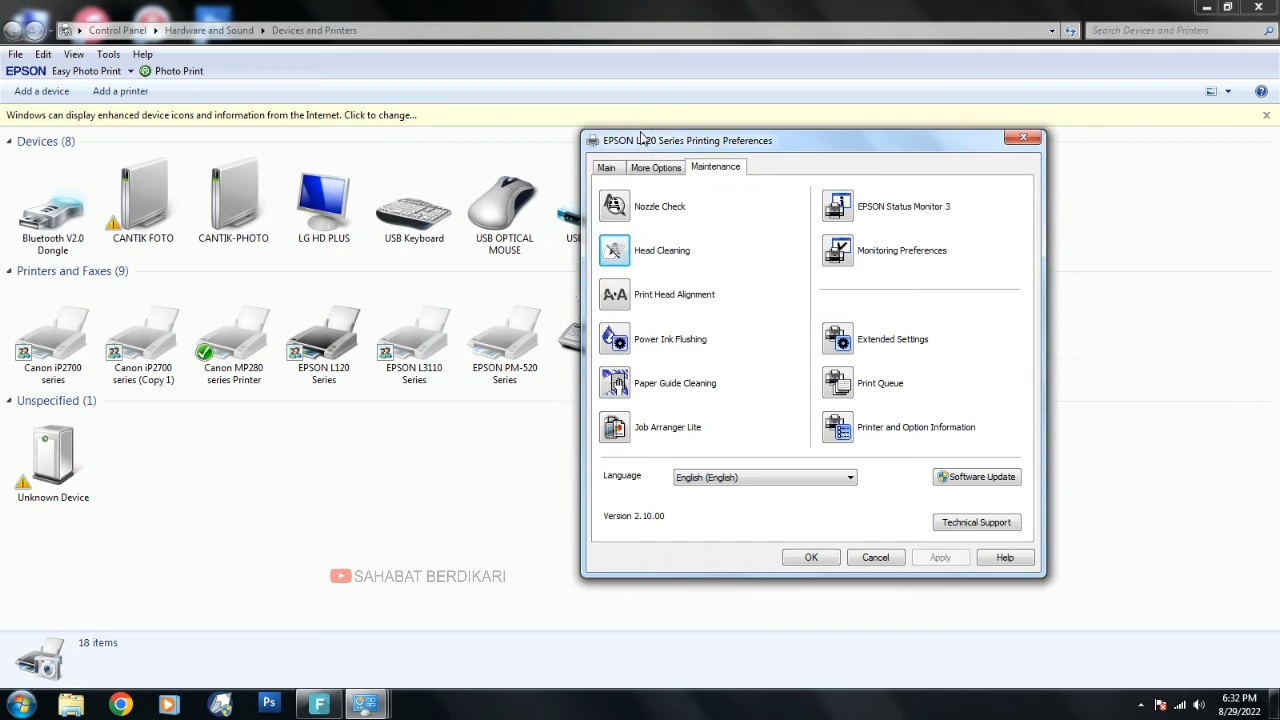 Control Panel
Hardware and Sound
Devices and Printers
Search Devices and Printers
File Edit View Tools Help
EPSON Easy Photo Print Photo Print
Add a device Add a printer
Windows can display enhanced device icons and information from the Internet. Click to change...
Devices (8)
Bluetooth V2.0 Dongle
CANTIK FOTO
CANTIK-PHOTO
LG HD PLUS
USB Keyboard
USB OPTICAL MOUSE
Printers and Faxes (9)
Canon iP2700 series
Canon iP2700 series (Copy 1)
Canon MP280 series Printer
EPSON L120 Series
EPSON L3110 Series
EPSON PM-520 Series
Unspecified (1)
Unknown Device
EPSON L120 Series Printing Preferences
Main More Options Maintenance
Nozzle Check
Head Cleaning
A·A Print Head Alignment
Power Ink Flushing
Paper Guide Cleaning
Job Arranger Lite
EPSON Status Monitor 3
Monitoring Preferences
Extended Settings
Print Queue
Printer and Option Information
Language English (English) Software Update
Version 2.10.00
Technical Support
OK Cancel Apply Help
SAHABAT BERDIKARI
18 items
Ps
F
6:32 PM
8/29/2022